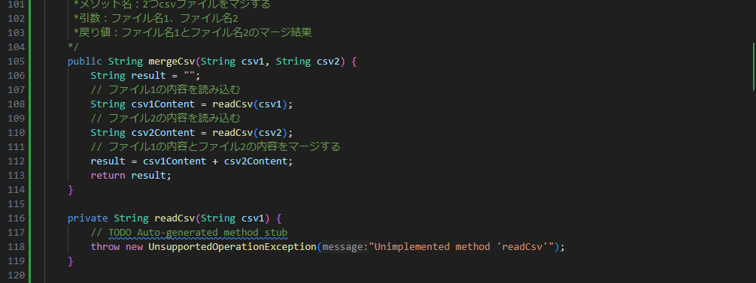 101 *メソッド名：2つcsvファイルをマジする
102 *引数：ファイル名1、ファイル名2
103 *戻り値：ファイル名1とファイル名2のマージ結果
104 */
105 public String mergeCsv(String csv1, String csv2) {
106 String result = "";
107 // ファイル1の内容を読み込む
108 String csv1Content = readCsv(csv1);
109 // ファイル2の内容を読み込む
110 String csv2Content = readCsv(csv2);
111 // ファイル1の内容とファイル2の内容をマージする
112 result = csv1Content + csv2Content;
113 return result;
114 }
115
116 private String readCsv(String csv1) {
117 // TODO Auto-generated method stub
118 throw new UnsupportedOperationException(message:"Unimplemented method 'readCsv'");
119 }
120